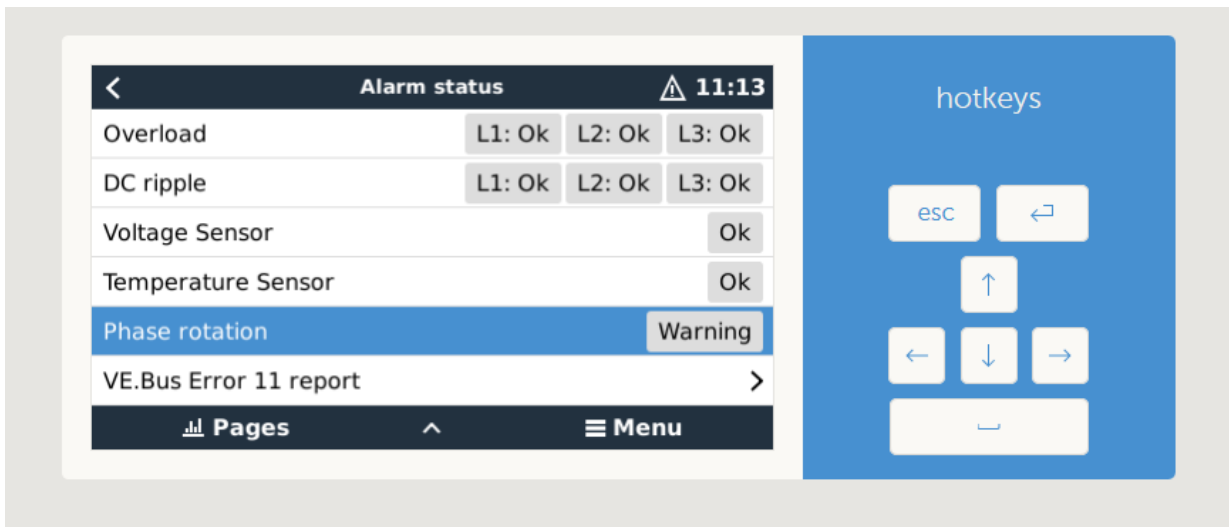 Alarm status 11:13
Overload L1: Ok L2: Ok L3: Ok
DC ripple L1: Ok L2: Ok L3: Ok
Voltage Sensor Ok
Temperature Sensor Ok
Phase rotation Warning
VE.Bus Error 11 report
Pages Menu
hotkeys
esc